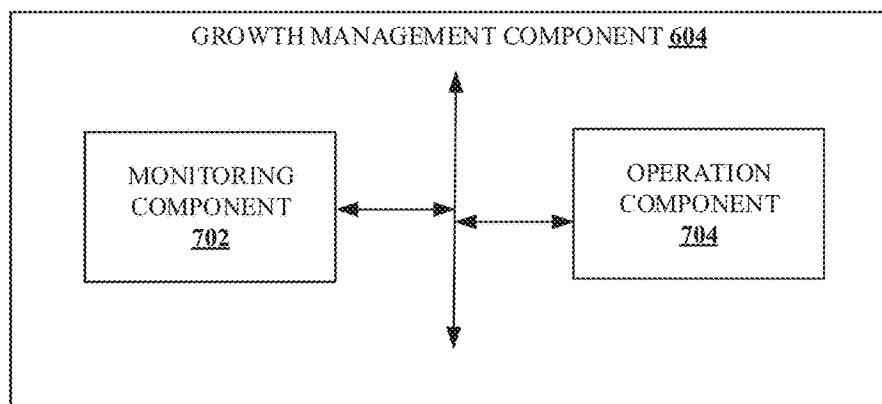 GROWTH MANAGEMENT COMPONENT 604
MONITORING
COMPONENT
702
OPERATION
COMPONENT
704